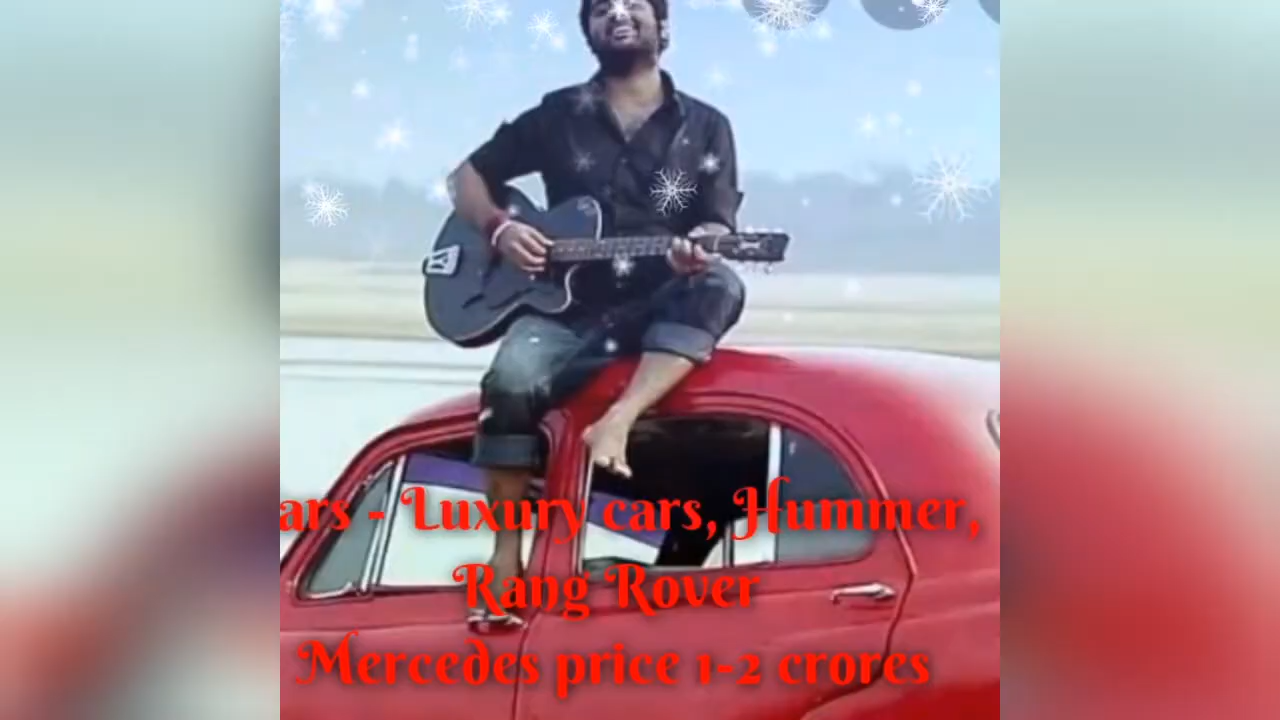 ars - Luxury cars, Hummer,
Rang Rover
Mercedes price 1-2 crores